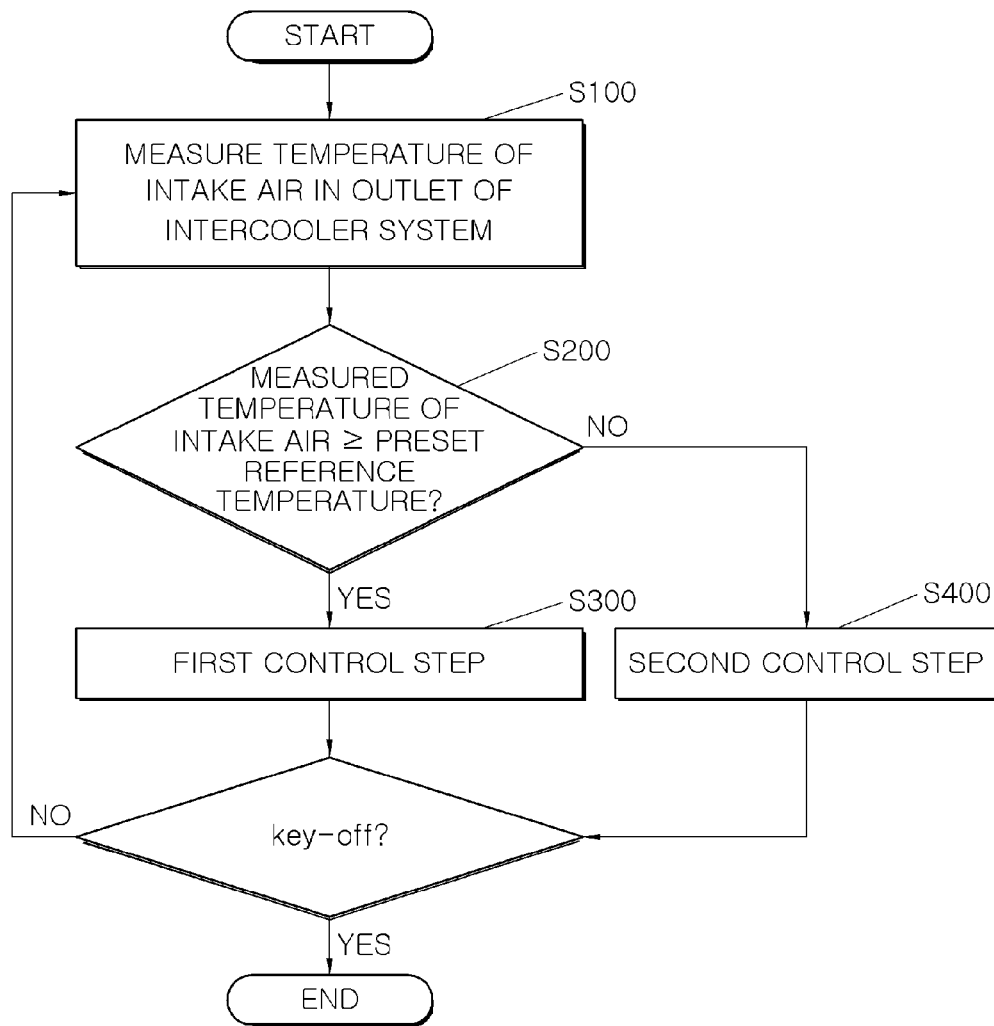 START
S100
MEASURE TEMPERATURE OF
INTAKE AIR IN OUTLET OF
INTERCOOLER SYSTEM
S200
MEASURED
TEMPERATURE OF
INTAKE AIR ≥ PRESET
REFERENCE
TEMPERATURE?
NO
YES
S300
S400
FIRST CONTROL STEP
SECOND CONTROL STEP
NO
key-off?
YES
END